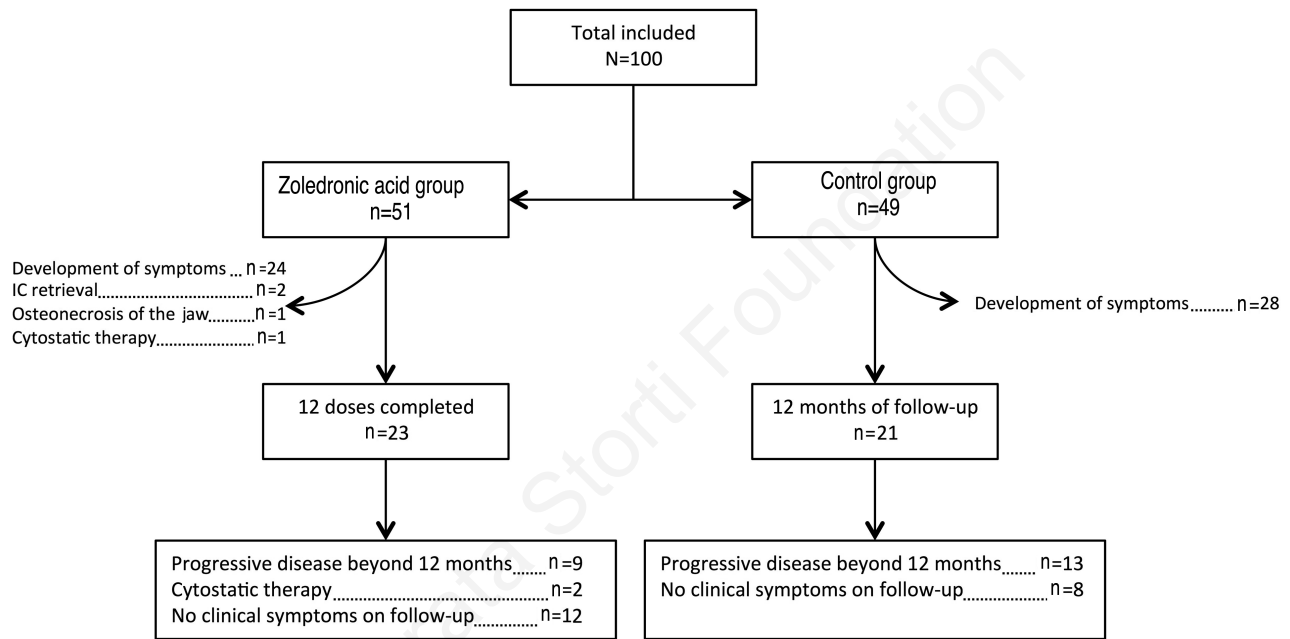 Total included
N=100
Zoledronic acid group
n=51
Control group
n=49
Development of symptoms ... n=24
IC retrieval................................ n=2
Osteonecrosis of the jaw.......... n=1
Cytostatic therapy.................... n=1
Development of symptoms ......... n=28
12 doses completed
n=23
12 months of follow-up
n=21
Progressive disease beyond 12 months...... n=9
Cytostatic therapy........................................ n=2
No clinical symptoms on follow-up............. n=12
Progressive disease beyond 12 months....... n=13
No clinical symptoms on follow-up............... n=8
rata Storti Foundation